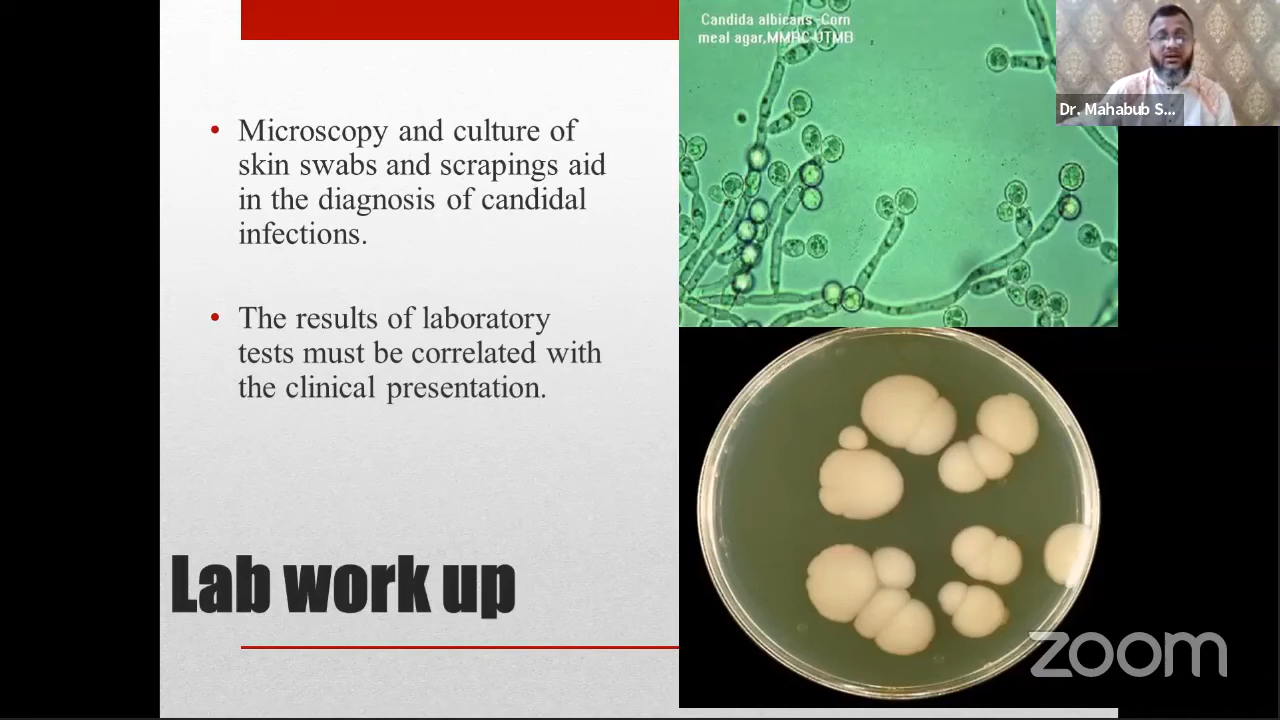 Microscopy and culture of
skin swabs and scrapings aid
in the diagnosis of candidal
infections.
The results of laboratory
tests must be correlated with
the clinical presentation.
Lab work up
Candida albicans-Corn
meal agar,MMRC-UTMB
Dr. Mahabub S...
zoom